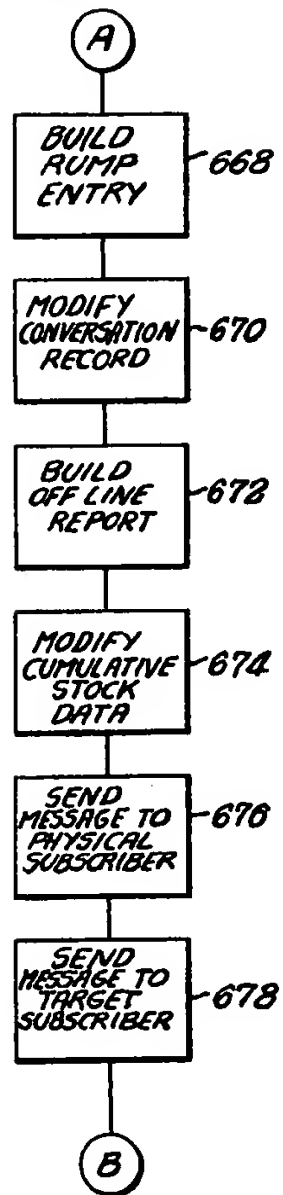 A
BUILD
RUMP
ENTRY
668
MODIFY
CONVERSATION
RECORD
670
BUILD
OFF LINE
REPORT
672
MODIFY
CUMULATIVE
STOCK
DATA
674
SEND
MESSAGE TO
PHYSICAL
SUBSCRIBER
676
SEND
MESSAGE TO
TARGET
SUBSCRIBER
678
B